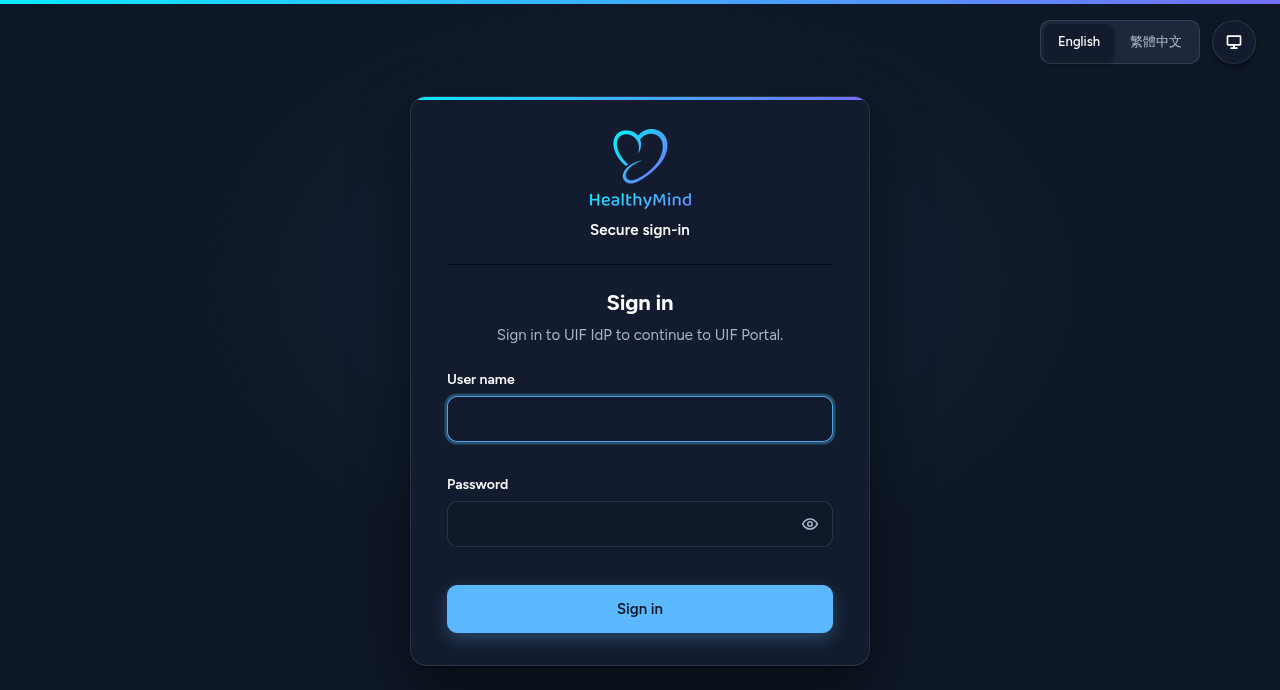 English
繁體中文
HealthyMind
Secure sign-in
Sign in
Sign in to UIF IdP to continue to UIF Portal.
User name
Password
Sign in